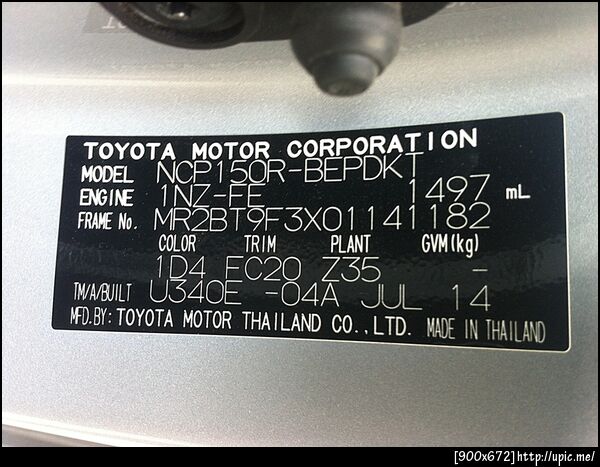 TOYOTA MOTOR CORPORATION
MODEL NCP150R-BEPDKT
ENGINE 1NZ-FE 1497 mL
FRAME No. MR2BT9F3X01141182
COLOR TRIM PLANT GVM(kg)
1D4 FC20 Z35 -
TM/A/BUILT U340E -04A JUL 14
MFD.BY: TOYOTA MOTOR THAILAND CO.,LTD. MADE IN THAILAND
[900x672]http://upic.me/